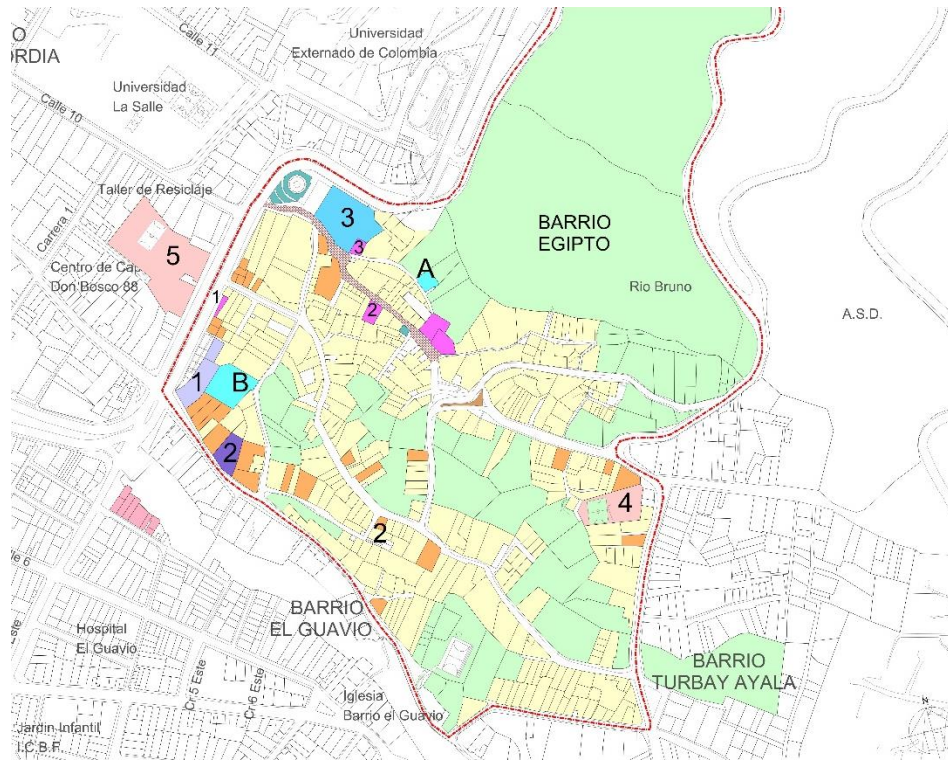 Calle 11
Universidad
Externado de Colombia
O
ORDIA
Universidad
La Salle
Calle 10
Taller de Resiclaje
Carrera 1
3
3
BARRIO
EGIPTO
5
A
Centro de Cap
Don Bosco 88
Rio Bruno
1
2
A.S.D.
1
B
2
4
2
BARRIO
EL GUAVIO
Hospital
El Guavio
Cr 5 Este
Cr 6 Este
BARRIO
TURBAY AYALA
Iglesia
Barrio el Guavio
Jardin Infantil
I.C.B.F.